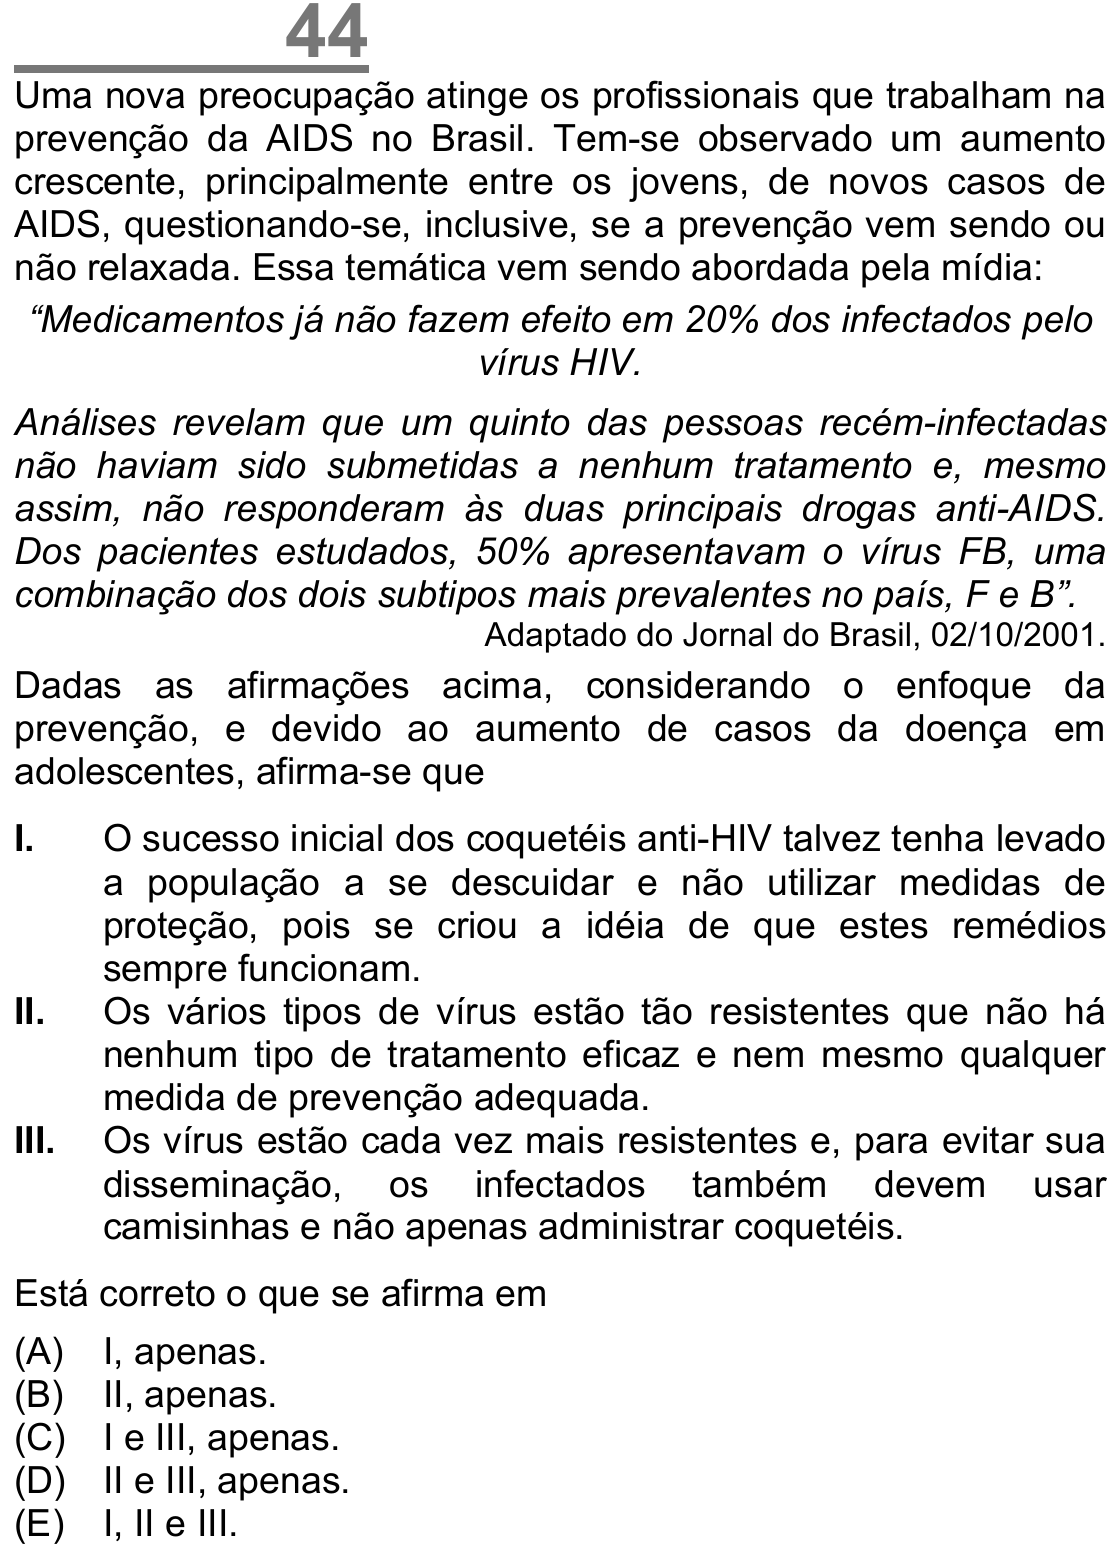 44
Uma nova preocupação atinge os profissionais que trabalham na
prevenção da AIDS no Brasil. Tem-se observado um aumento
crescente, principalmente entre os jovens, de novos casos de
AIDS, questionando-se, inclusive, se a prevenção vem sendo ou
não relaxada. Essa temática vem sendo abordada pela mídia:
“Medicamentos já não fazem efeito em 20% dos infectados pelo
vírus HIV.
Análises revelam que um quinto das pessoas recém-infectadas
não haviam sido submetidas a nenhum tratamento e, mesmo
assim, não responderam às duas principais drogas anti-AIDS.
Dos pacientes estudados, 50% apresentavam o vírus FB, uma
combinação dos dois subtipos mais prevalentes no país, F e B”.
Adaptado do Jornal do Brasil, 02/10/2001.
Dadas as afirmações acima, considerando o enfoque da
prevenção, e devido ao aumento de casos da doença em
adolescentes, afirma-se que
I. O sucesso inicial dos coquetéis anti-HIV talvez tenha levado
a população a se descuidar e não utilizar medidas de
proteção, pois se criou a idéia de que estes remédios
sempre funcionam.
II. Os vários tipos de vírus estão tão resistentes que não há
nenhum tipo de tratamento eficaz e nem mesmo qualquer
medida de prevenção adequada.
III. Os vírus estão cada vez mais resistentes e, para evitar sua
disseminação, os infectados também devem usar
camisinhas e não apenas administrar coquetéis.
Está correto o que se afirma em
(A) I, apenas.
(B) II, apenas.
(C) I e III, apenas.
(D) II e III, apenas.
(E) I, II e III.